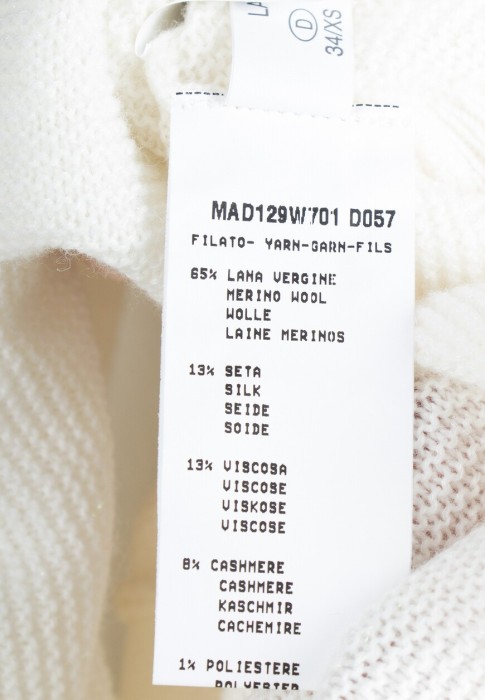 D
34/XS
MAD129W701 D057
FILATO- YARN-GARN-FILS
65% LANA VERGINE
MERINO WOOL
WOLLE
LAINE MERINOS
13% SETA
SILK
SEIDE
SOIDE
13% VISCOSA
VISCOSE
VISKOSE
VISCOSE
8% CASHMERE
CASHMERE
KASCHMIR
CACHEMIRE
1% POLIESTERE
POLYESTER